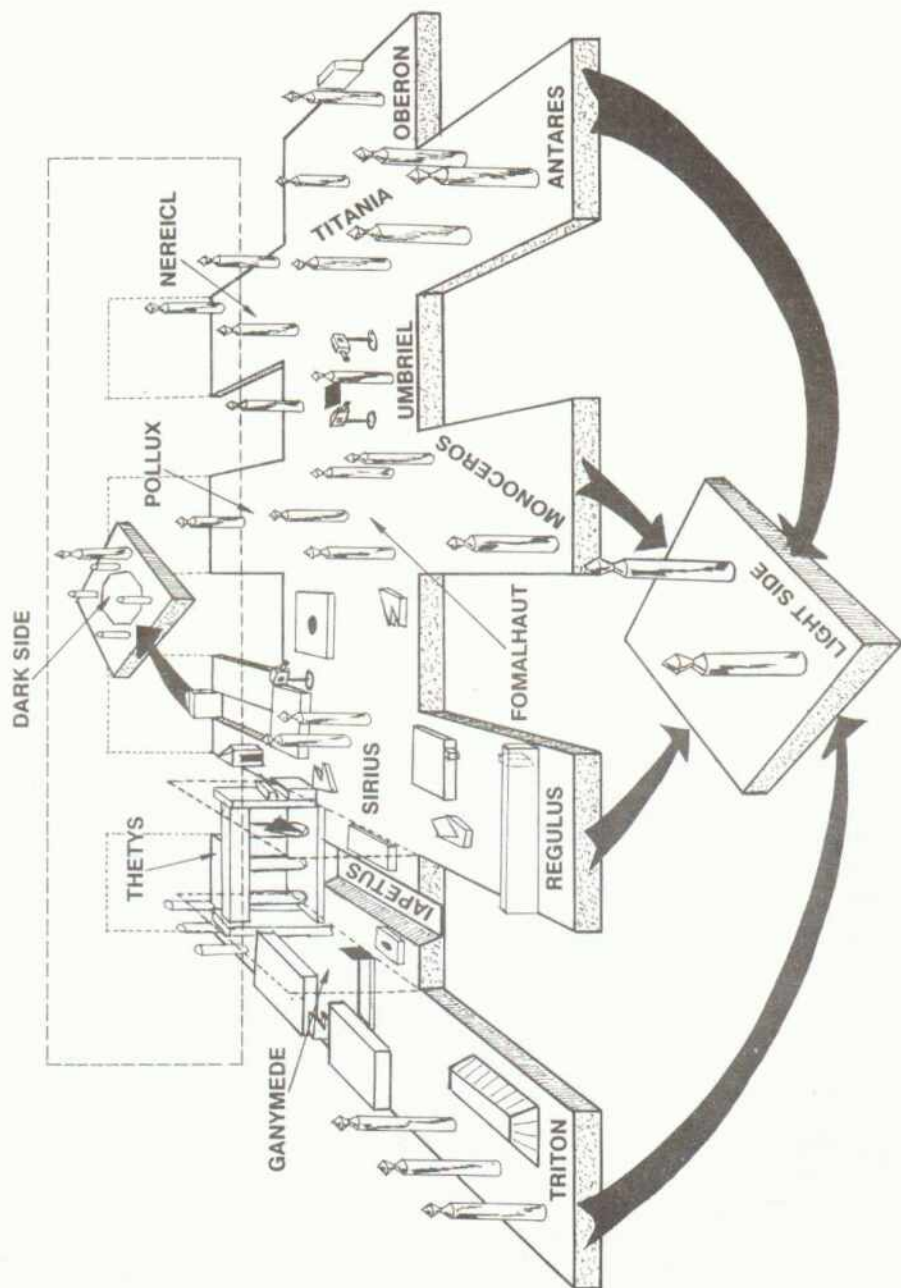 DARK SIDE
THETYS
POLLUX
NEREICL
GANYMEDE
SIRIUS
IAPETUS
TITANIA
OBERON
UMBRIEL
FOMALHAUT
MONOCEROS
TRITON
REGULUS
ANTARES
LIGHT SIDE